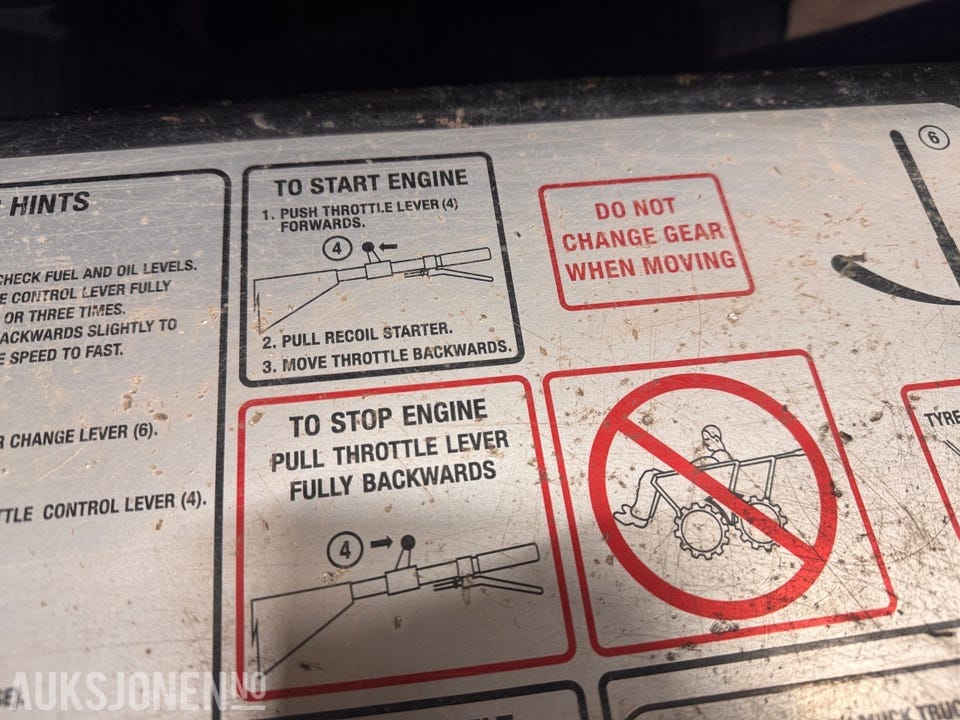 HINTS
CHECK FUEL AND OIL LEVELS.
CONTROL LEVER FULLY
OR THREE TIMES.
BACKWARDS SLIGHTLY TO
SPEED TO FAST.
CHANGE LEVER (6).
CONTROL LEVER (4).
TO START ENGINE
1. PUSH THROTTLE LEVER (4)
FORWARDS.
4
2. PULL RECOIL STARTER.
3. MOVE THROTTLE BACKWARDS.
TO STOP ENGINE
PULL THROTTLE LEVER
FULLY BACKWARDS
4
DO NOT
CHANGE GEAR
WHEN MOVING
6
TYRE
AUKSJONEN.NO